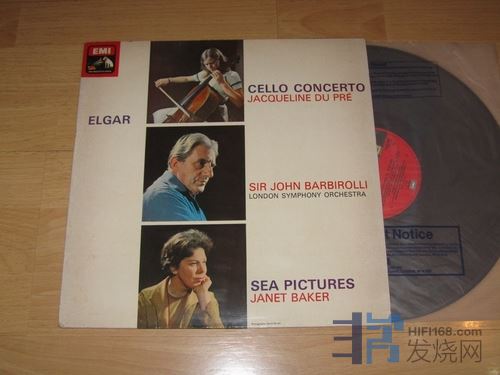 EMI
CELLO CONCERTO
JACQUELINE DU PRÉ
ELGAR
SIR JOHN BARBIROLLI
LONDON SYMPHONY ORCHESTRA
SEA PICTURES
JANET BAKER
Notice
HIFI168.com
发烧网